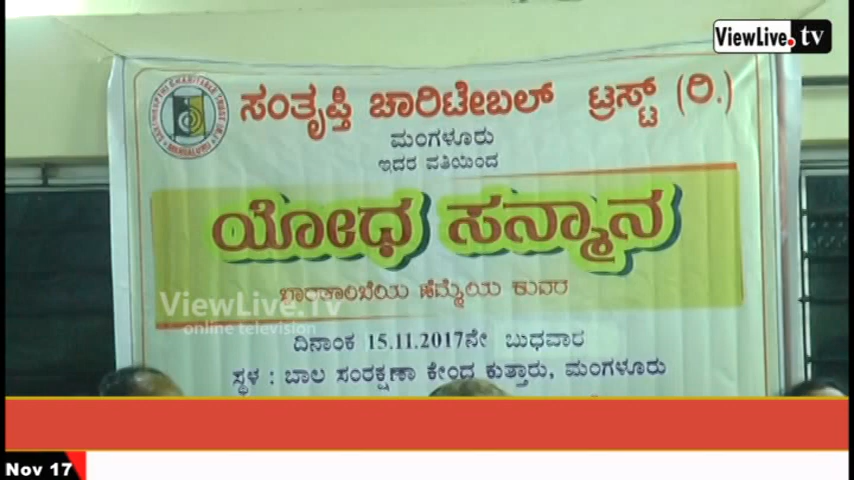 ViewLive.tv
ಸಂತೃಪ್ತಿ ಚಾರಿಟೇಬಲ್ ಟ್ರಸ್ಟ್ (ರಿ.)
ಮಂಗಳೂರು
ಇದರ ವತಿಯಿಂದ
ಯೋಧ ಸನ್ಮಾನ
ಭಾರತಾಂಬೆಯ ಹೆಮ್ಮೆಯ ಕುವರ
ViewLive.tv
online television
ದಿನಾಂಕ 15.11.2017ನೇ ಬುಧವಾರ
ಸ್ಥಳ : ಬಾಲ ಸಂರಕ್ಷಣಾ ಕೇಂದ್ರ ಕುತ್ತಾರು, ಮಂಗಳೂರು
Nov 17